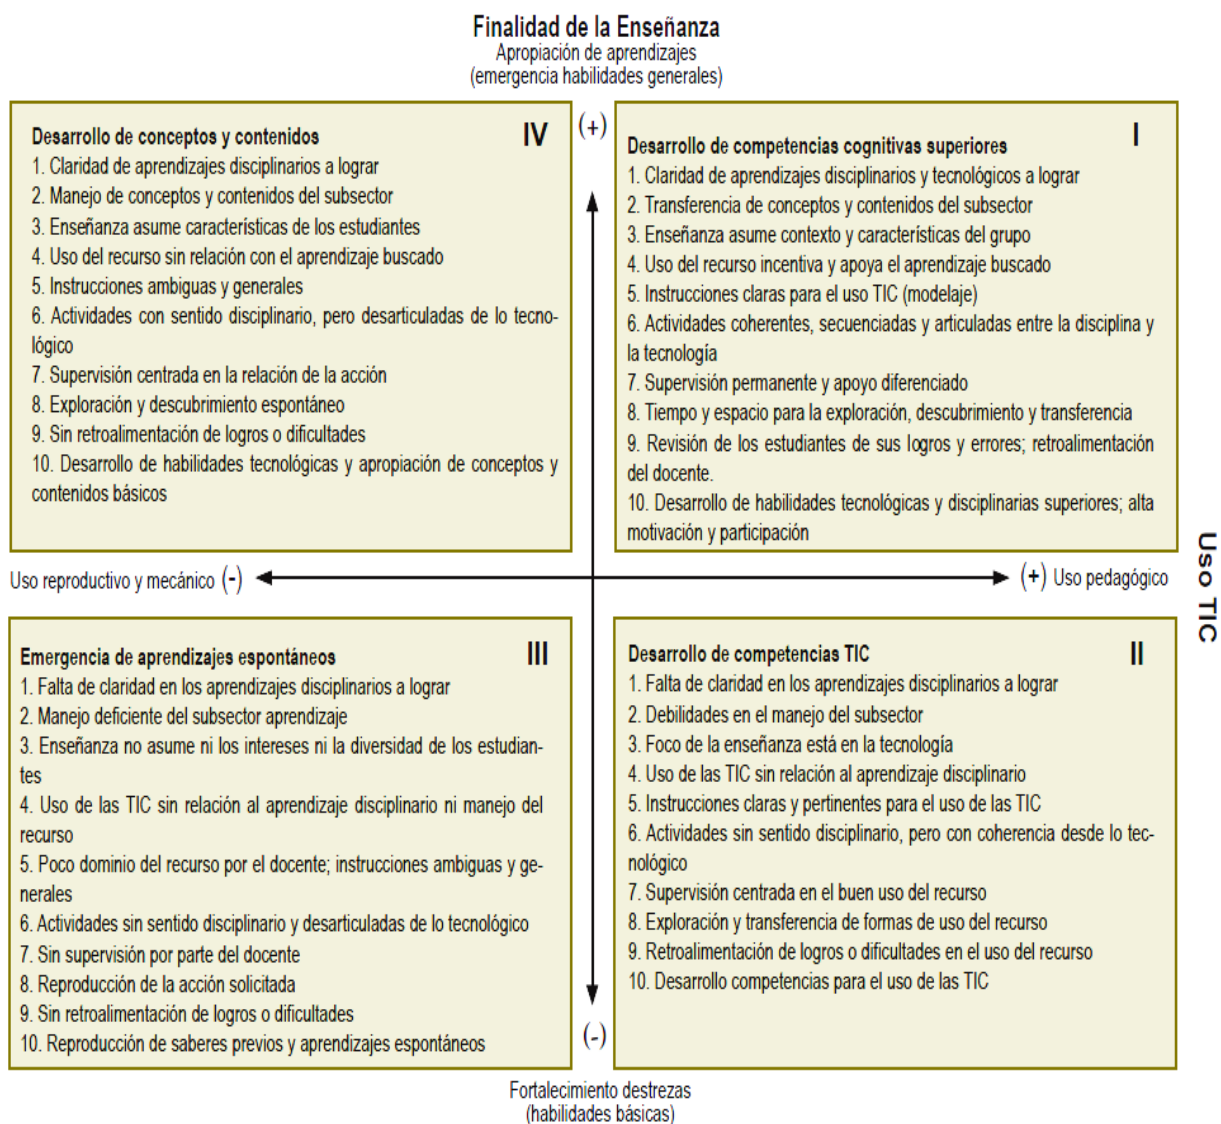 Finalidad de la Enseñanza
Apropiación de aprendizajes
(emergencia habilidades generales)
(+)
Desarrollo de conceptos y contenidos
IV
1. Claridad de aprendizajes disciplinarios a lograr
2. Manejo de conceptos y contenidos del subsector
3. Enseñanza asume características de los estudiantes
4. Uso del recurso sin relación con el aprendizaje buscado
5. Instrucciones ambiguas y generales
6. Actividades con sentido disciplinario, pero desarticuladas de lo tecno-
lógico
7. Supervisión centrada en la relación de la acción
8. Exploración y descubrimiento espontáneo
9. Sin retroalimentación de logros o dificultades
10. Desarrollo de habilidades tecnológicas y apropiación de conceptos y
contenidos básicos
Desarrollo de competencias cognitivas superiores
I
1. Claridad de aprendizajes disciplinarios y tecnológicos a lograr
2. Transferencia de conceptos y contenidos del subsector
3. Enseñanza asume contexto y características del grupo
4. Uso del recurso incentiva y apoya el aprendizaje buscado
5. Instrucciones claras para el uso TIC (modelaje)
6. Actividades coherentes, secuenciadas y articuladas entre la disciplina y
la tecnología
7. Supervisión permanente y apoyo diferenciado
8. Tiempo y espacio para la exploración, descubrimiento y transferencia
9. Revisión de los estudiantes de sus logros y errores; retroalimentación
del docente.
10. Desarrollo de habilidades tecnológicas y disciplinarias superiores; alta
motivación y participación
Uso reproductivo y mecánico (-)
(+) Uso pedagógico
Uso TIC
Emergencia de aprendizajes espontáneos
III
1. Falta de claridad en los aprendizajes disciplinarios a lograr
2. Manejo deficiente del subsector aprendizaje
3. Enseñanza no asume ni los intereses ni la diversidad de los estudian-
tes
4. Uso de las TIC sin relación al aprendizaje disciplinario ni manejo del
recurso
5. Poco dominio del recurso por el docente; instrucciones ambiguas y ge-
nerales
6. Actividades sin sentido disciplinario y desarticuladas de lo tecnológico
7. Sin supervisión por parte del docente
8. Reproducción de la acción solicitada
9. Sin retroalimentación de logros o dificultades
10. Reproducción de saberes previos y aprendizajes espontáneos
Desarrollo de competencias TIC
II
1. Falta de claridad en los aprendizajes disciplinarios a lograr
2. Debilidades en el manejo del subsector
3. Foco de la enseñanza está en la tecnología
4. Uso de las TIC sin relación al aprendizaje disciplinario
5. Instrucciones claras y pertinentes para el uso de las TIC
6. Actividades sin sentido disciplinario, pero con coherencia desde lo tec-
nológico
7. Supervisión centrada en el buen uso del recurso
8. Exploración y transferencia de formas de uso del recurso
9. Retroalimentación de logros o dificultades en el uso del recurso
10. Desarrollo competencias para el uso de las TIC
(-)
Fortalecimiento destrezas
(habilidades básicas)